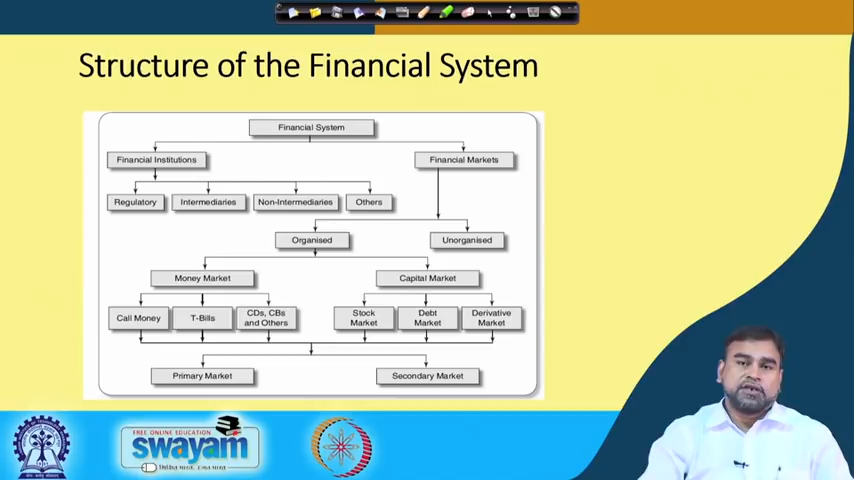 Structure of the Financial System
Financial System
Financial Institutions
Financial Markets
Regulatory
Intermediaries
Non-Intermediaries
Others
Organised
Unorganised
Money Market
Capital Market
Call Money
T-Bills
CDs, CBs
and Others
Stock
Market
Debt
Market
Derivative
Market
Primary Market
Secondary Market
FREE ONLINE EDUCATION
swayam